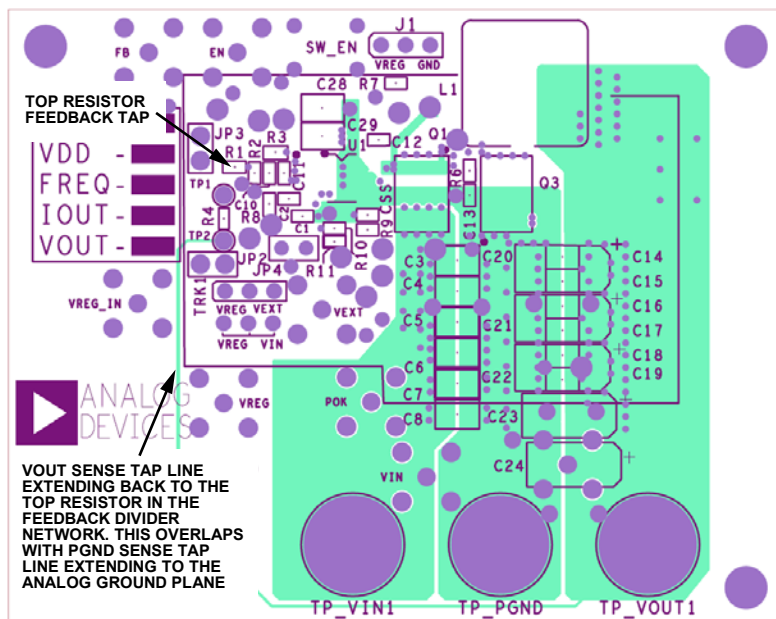 J1
SW_EN
VREG GND
FB
EN
R7
C28
L1
TOP RESISTOR
FEEDBACK TAP
JP3
C29
U1
Q1
C12
R3
R2
R1
C11
CSS
R6
Q3
VDD -
FREQ -
IOUT -
VOUT -
TP1
C10
R4
R8
C2
C1
R9
C13
TP2
R10
JP2
JP4
R11
TRK1
C3
C4
C20
C14
C15
VREG_IN
VREG VEXT
VEXT
C5
C21
C16
C17
VREG VIN
C6
C18
C19
C7
C22
ANALOG
DEVICES
VREG
POK
C8
C23
VIN
C24
VOUT SENSE TAP LINE
EXTENDING BACK TO THE
TOP RESISTOR IN THE
FEEDBACK DIVIDER
NETWORK. THIS OVERLAPS
WITH PGND SENSE TAP
LINE EXTENDING TO THE
ANALOG GROUND PLANE
TP_VIN1
TP_PGND
TP_VOUT1